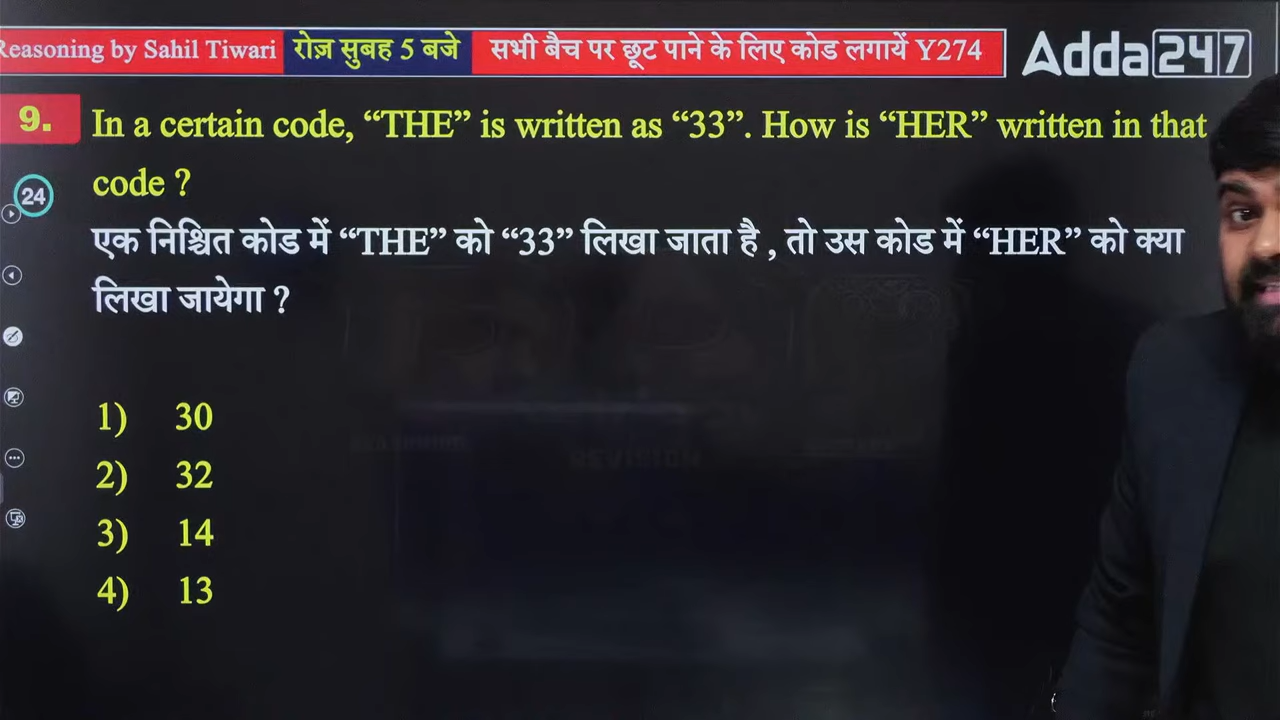 Reasoning by Sahil Tiwari रोज़ सुबह 5 बजे सभी बैच पर छूट पाने के लिए कोड लगायें Y274 Adda247
9. In a certain code, “THE” is written as “33”. How is “HER” written in that
code ?
24
एक निश्चित कोड में “THE” को “33” लिखा जाता है , तो उस कोड में “HER” को क्या
लिखा जायेगा ?
1) 30
2) 32
3) 14
4) 13
REVISION